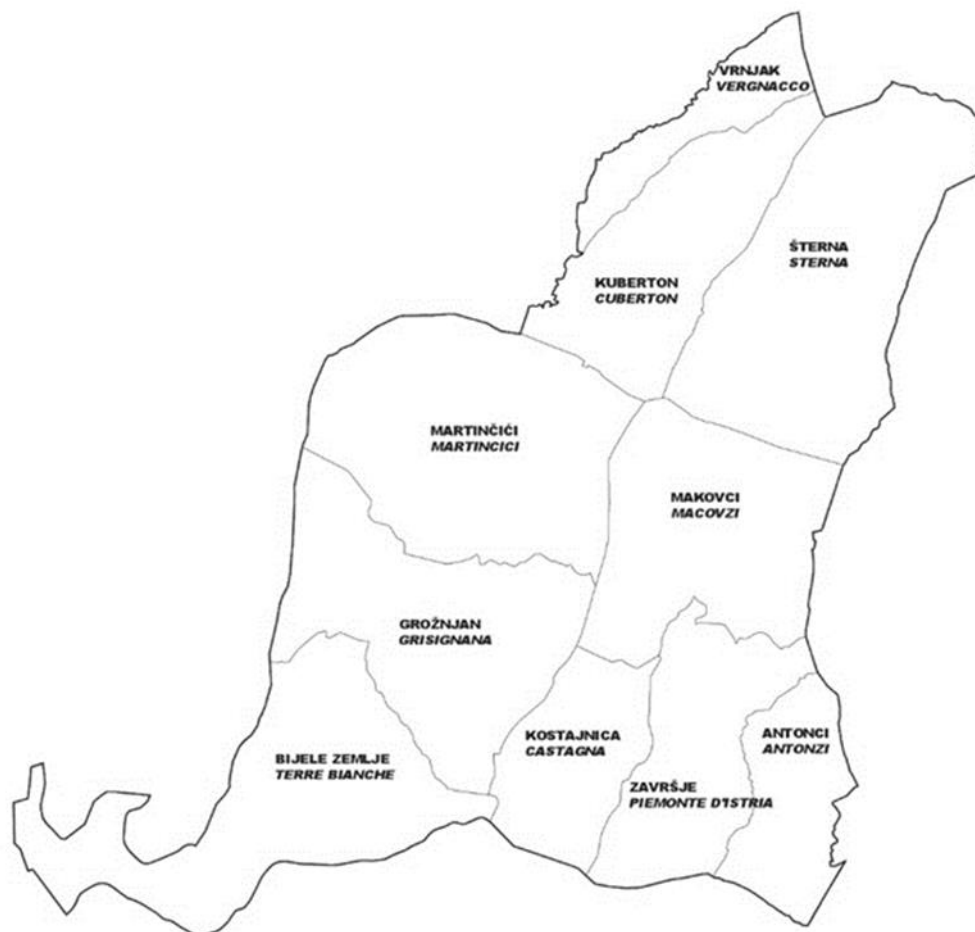 VRNJAK
VERGNACCO
ŠTERNA
STERNA
KUBERTON
CUBERTON
MARTINČIĆI
MARTINCICI
MAKOVCI
MACOVZI
GROŽNJAN
GRISIGNANA
KOSTAJNICA
CASTAGNA
ANTONCI
ANTONZI
BIJELE ZEMLJE
TERRE BIANCHE
ZAVRŠJE
PIEMONTE D'ISTRIA